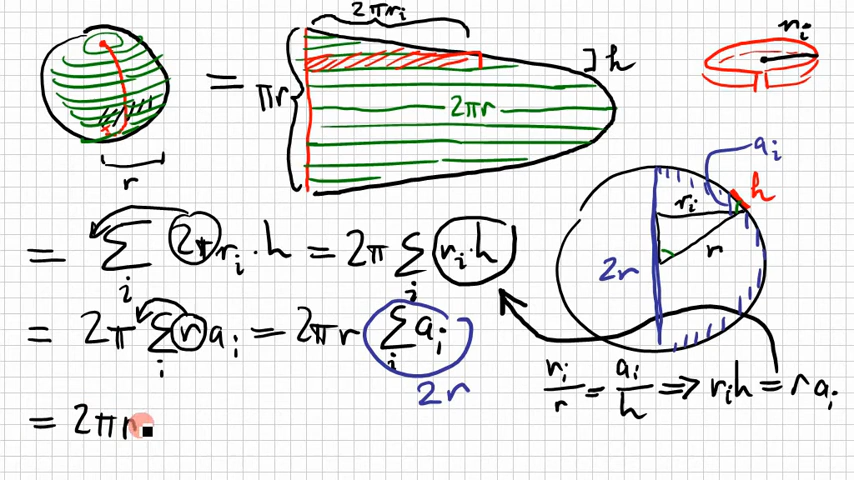 2πrᵢ
rᵢ
= πr
h
2πr
r
aᵢ
h
rᵢ
r
2r
= ∑ᵢ 2πrᵢ·h = 2π ∑ᵢ rᵢ·h
= 2π ∑ᵢ r aᵢ = 2πr ∑ᵢ aᵢ
2r
rᵢ/r = aᵢ/h ⟹ rᵢh = r aᵢ
= 2πr